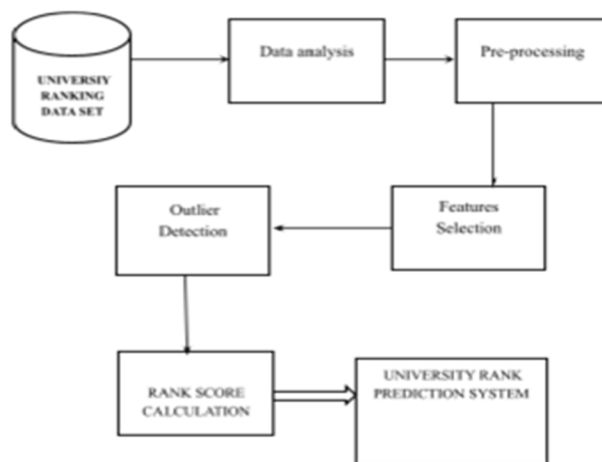 UNIVERSIY
RANKING
DATA SET
Data analysis
Pre-processing
Features
Selection
Outlier
Detection
RANK SCORE
CALCULATION
UNIVERSITY RANK
PREDICTION SYSTEM